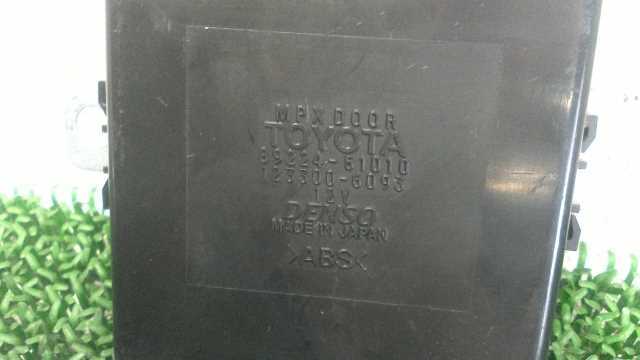 MPX DOOR
TOYOTA
89224-51010
123300-6093
12V
DENSO
MADE IN JAPAN
>ABS<